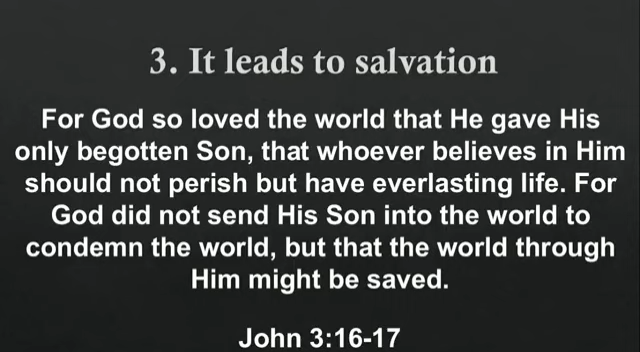 3. It leads to salvation
For God so loved the world that He gave His
only begotten Son, that whoever believes in Him
should not perish but have everlasting life. For
God did not send His Son into the world to
condemn the world, but that the world through
Him might be saved.
John 3:16-17